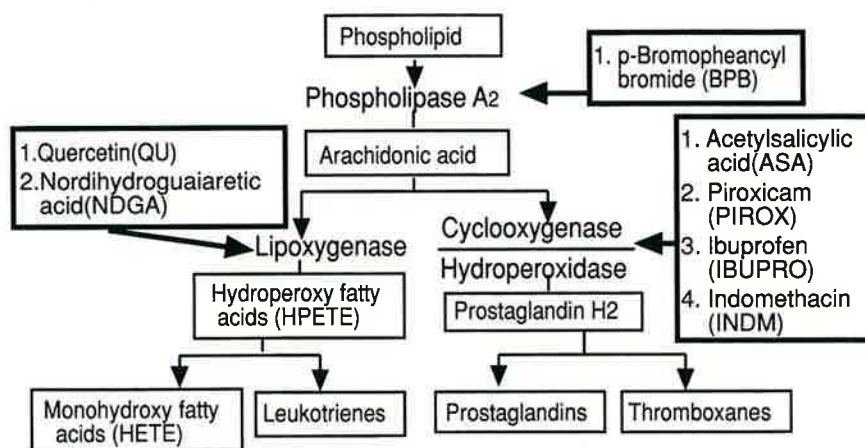 Phospholipid
1. p-Bromopheancyl
bromide (BPB)
Phospholipase A2
1.Quercetin(QU)
2.Nordihydroguaiaretic
acid(NDGA)
Arachidonic acid
1. Acetylsalicylic
acid(ASA)
2. Piroxicam
(PIROX)
3. Ibuprofen
(IBUPRO)
4. Indomethacin
(INDM)
Lipoxygenase
Cyclooxygenase
Hydroperoxidase
Hydroperoxy fatty
acids (HPETE)
Prostaglandin H2
Monohydroxy fatty
acids (HETE)
Leukotrienes
Prostaglandins
Thromboxanes